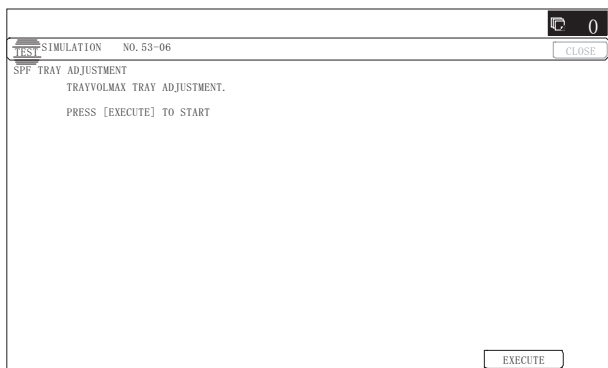 0
TEST SIMULATION NO. 53-06 CLOSE
SPF TRAY ADJUSTMENT
TRAYVOLMAX TRAY ADJUSTMENT.
PRESS [EXECUTE] TO START
EXECUTE